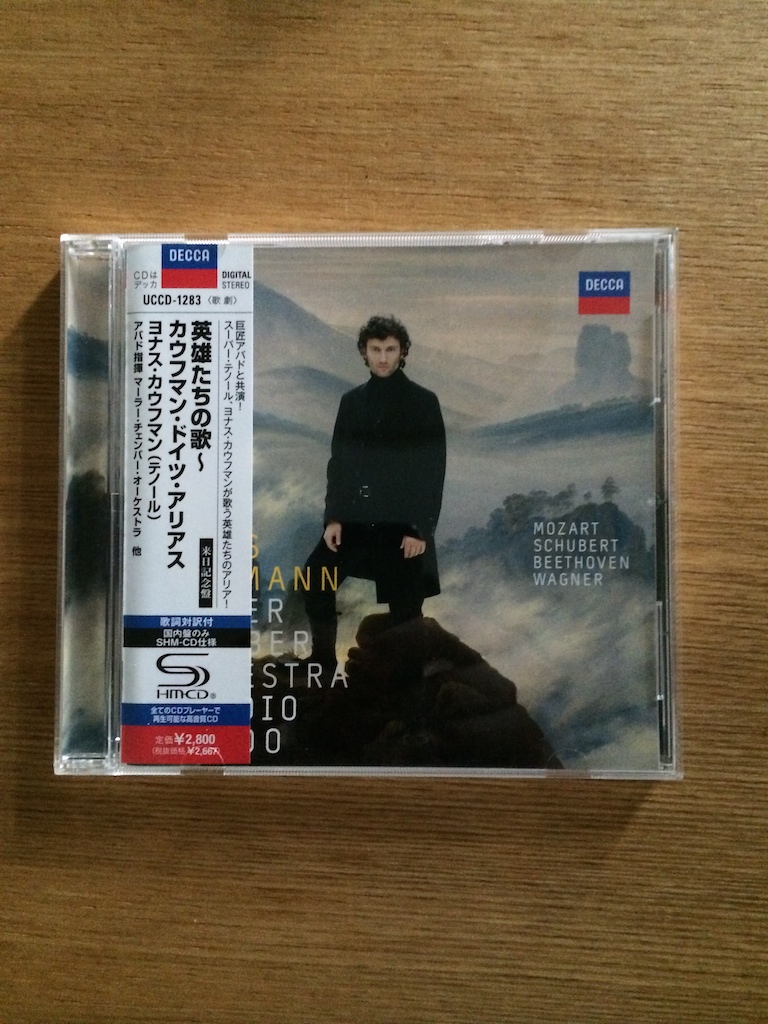 DECCA
CDは
デッカ
DIGITAL
STEREO
UCCD-1283〈歌劇〉
巨匠アバドと共演!
スーパー・テノール、ヨナス・カウフマンが歌う英雄たちのアリア!
英雄たちの歌〜
カウフマン・ドイツ・アリアス
ヨナス・カウフマン(テノール)
アバド指揮 マーラー・チェンバー・オーケストラ 他
来日記念盤
歌詞対訳付
国内盤のみ
SHM-CD仕様
HM-CD®
全てのCDプレーヤーで
再生可能な高音質CD
定価¥2,800
(税抜価格¥2,667)
DECCA
MOZART
SCHUBERT
BEETHOVEN
WAGNER
S
MANN
ER
BER
ESTRA
DIO
DO